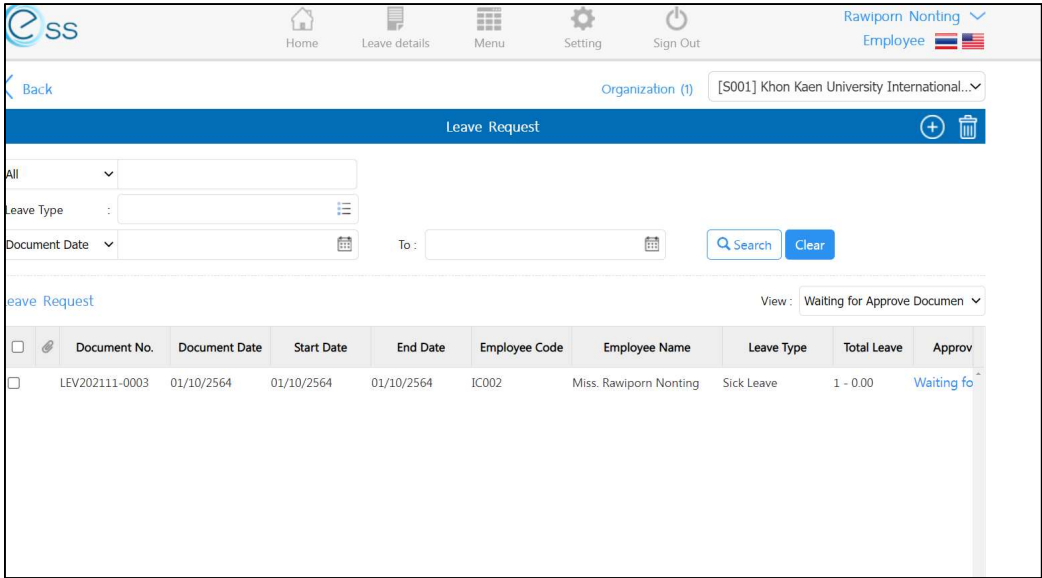 ess
Home Leave details Menu Setting Sign Out
Rawiporn Nonting
Employee
Back
Organization (1) [S001] Khon Kaen University International...
Leave Request
All
Leave Type :
Document Date To : Search Clear
eave Request View : Waiting for Approve Documen
Document No. Document Date Start Date End Date Employee Code Employee Name Leave Type Total Leave Approv
LEV202111-0003 01/10/2564 01/10/2564 01/10/2564 IC002 Miss. Rawiporn Nonting Sick Leave 1 - 0.00 Waiting fo